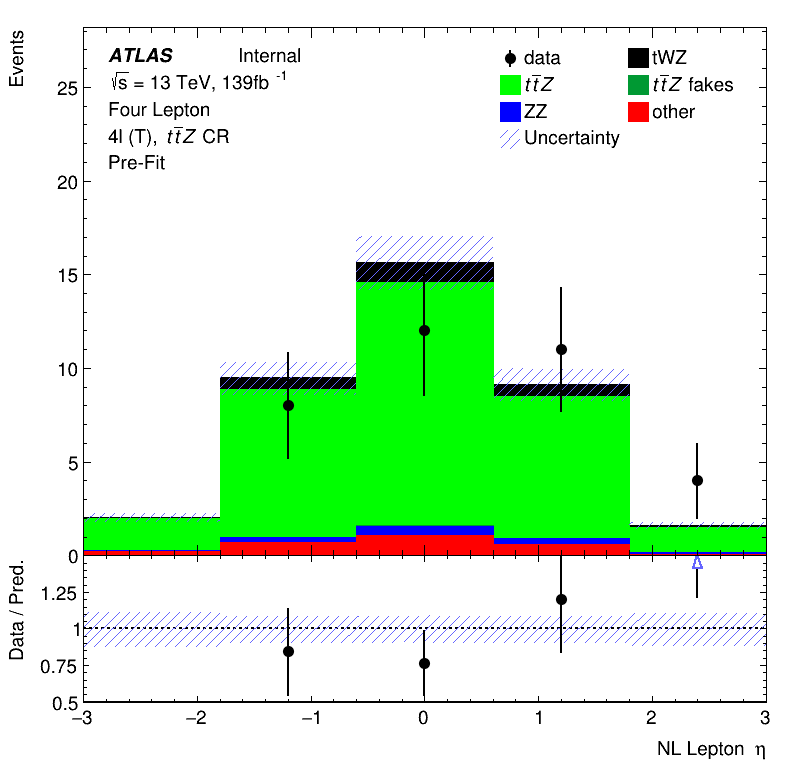 Events
ATLAS Internal
√s = 13 TeV, 139fb⁻¹
Four Lepton
4l (T), tt̅Z CR
Pre-Fit
data
tWZ
tt̅Z
tt̅Z fakes
ZZ
other
Uncertainty
25
20
15
10
5
0
Data / Pred.
1.25
1
0.75
0.5
−3 −2 −1 0 1 2 3
NL Lepton η